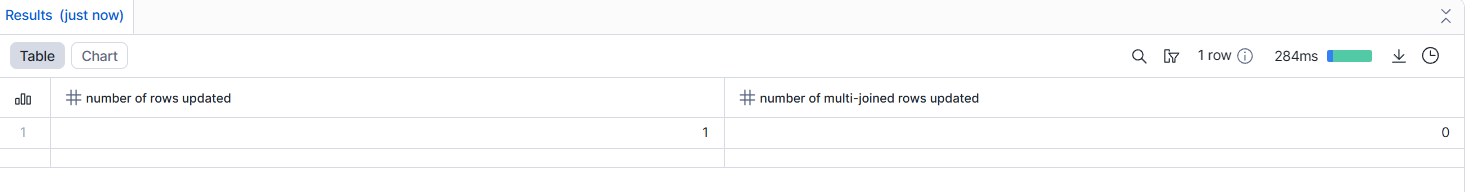 Results (just now)
Table Chart 1 row 284ms
number of rows updated number of multi-joined rows updated
1 1 0